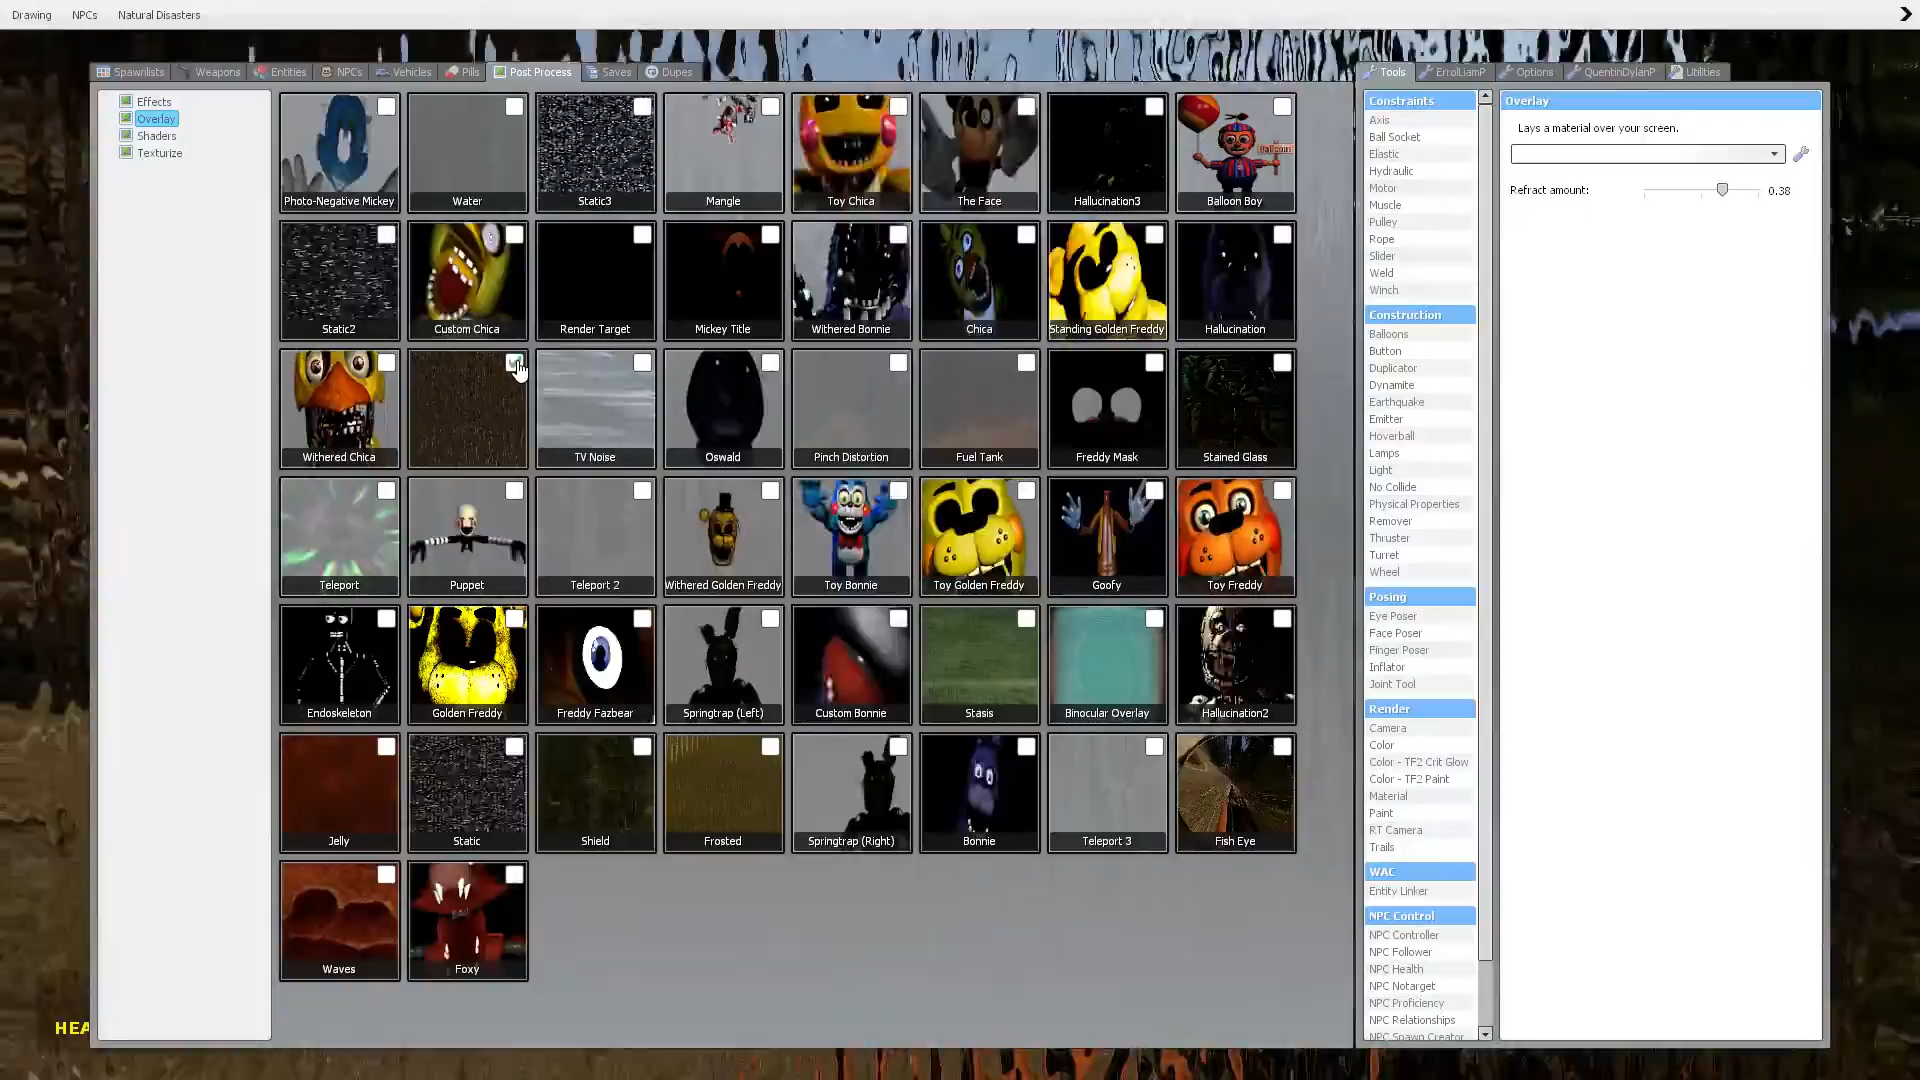 Drawing NPCs Natural Disasters
Spawnlists Weapons Entities NPCs Vehicles Pills Post Process Saves Dupes
Effects
Overlay
Shaders
Texturize
Photo-Negative Mickey Water Static3 Mangle Toy Chica The Face Hallucination3 Balloon Boy
Static2 Custom Chica Render Target Mickey Title Withered Bonnie Chica Standing Golden Freddy Hallucination
Withered Chica TV Noise Oswald Pinch Distortion Fuel Tank Freddy Mask Stained Glass
Teleport Puppet Teleport 2 Withered Golden Freddy Toy Bonnie Toy Golden Freddy Goofy Toy Freddy
Endoskeleton Golden Freddy Freddy Fazbear Springtrap (Left) Custom Bonnie Stasis Binocular Overlay Hallucination2
Jelly Static Shield Frosted Springtrap (Right) Bonnie Teleport 3 Fish Eye
Waves Foxy
HEA
Tools ErrolLiamP Options QuentinDylanP Utilities
Constraints
Axis
Ball Socket
Elastic
Hydraulic
Motor
Muscle
Pulley
Rope
Slider
Weld
Winch
Construction
Balloons
Button
Duplicator
Dynamite
Earthquake
Emitter
Hoverball
Lamps
Light
No Collide
Physical Properties
Remover
Thruster
Turret
Wheel
Posing
Eye Poser
Face Poser
Finger Poser
Inflator
Joint Tool
Render
Camera
Color
Color - TF2 Crit Glow
Color - TF2 Paint
Material
Paint
RT Camera
Trails
WAC
Entity Linker
NPC Control
NPC Controller
NPC Follower
NPC Health
NPC Notarget
NPC Proficiency
NPC Relationships
NPC Spawn Creator
Overlay
Lays a material over your screen.
Refract amount: 0.38